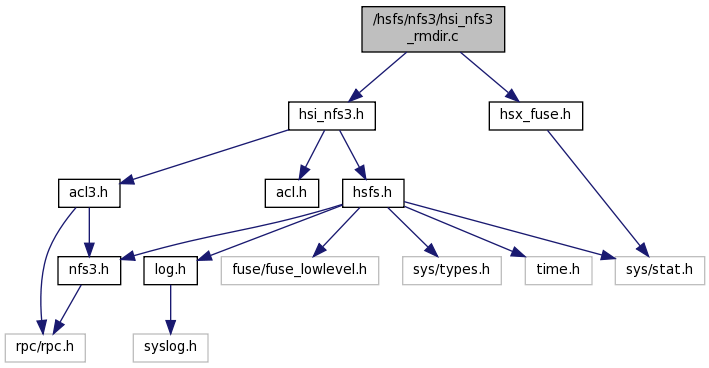 /hsfs/nfs3/hsi_nfs3
_rmdir.c
hsi_nfs3.h
hsx_fuse.h
acl3.h
acl.h
hsfs.h
nfs3.h
log.h
fuse/fuse_lowlevel.h
sys/types.h
time.h
sys/stat.h
rpc/rpc.h
syslog.h